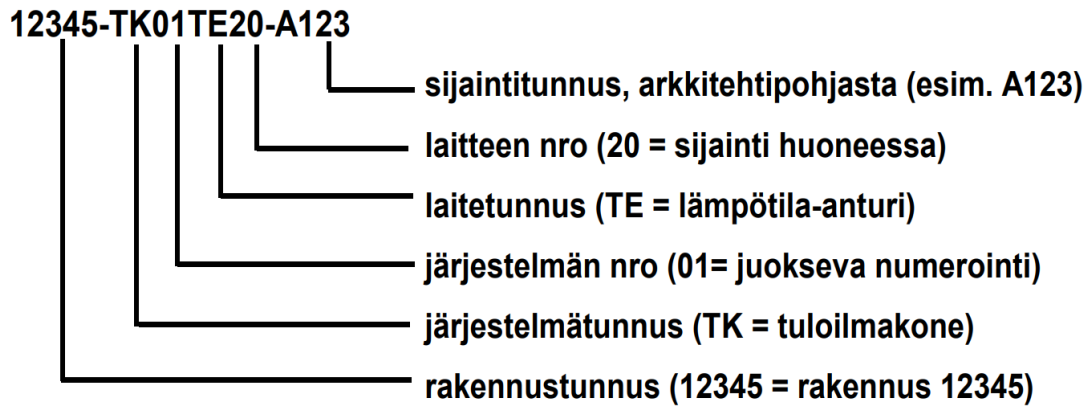 12345-TK01TE20-A123
sijaintitunnus, arkkitehtipohjasta (esim. A123)
laitteen nro (20 = sijainti huoneessa)
laitetunnus (TE = lämpötila-anturi)
järjestelmän nro (01= juokseva numerointi)
järjestelmätunnus (TK = tuloilmakone)
rakennustunnus (12345 = rakennus 12345)